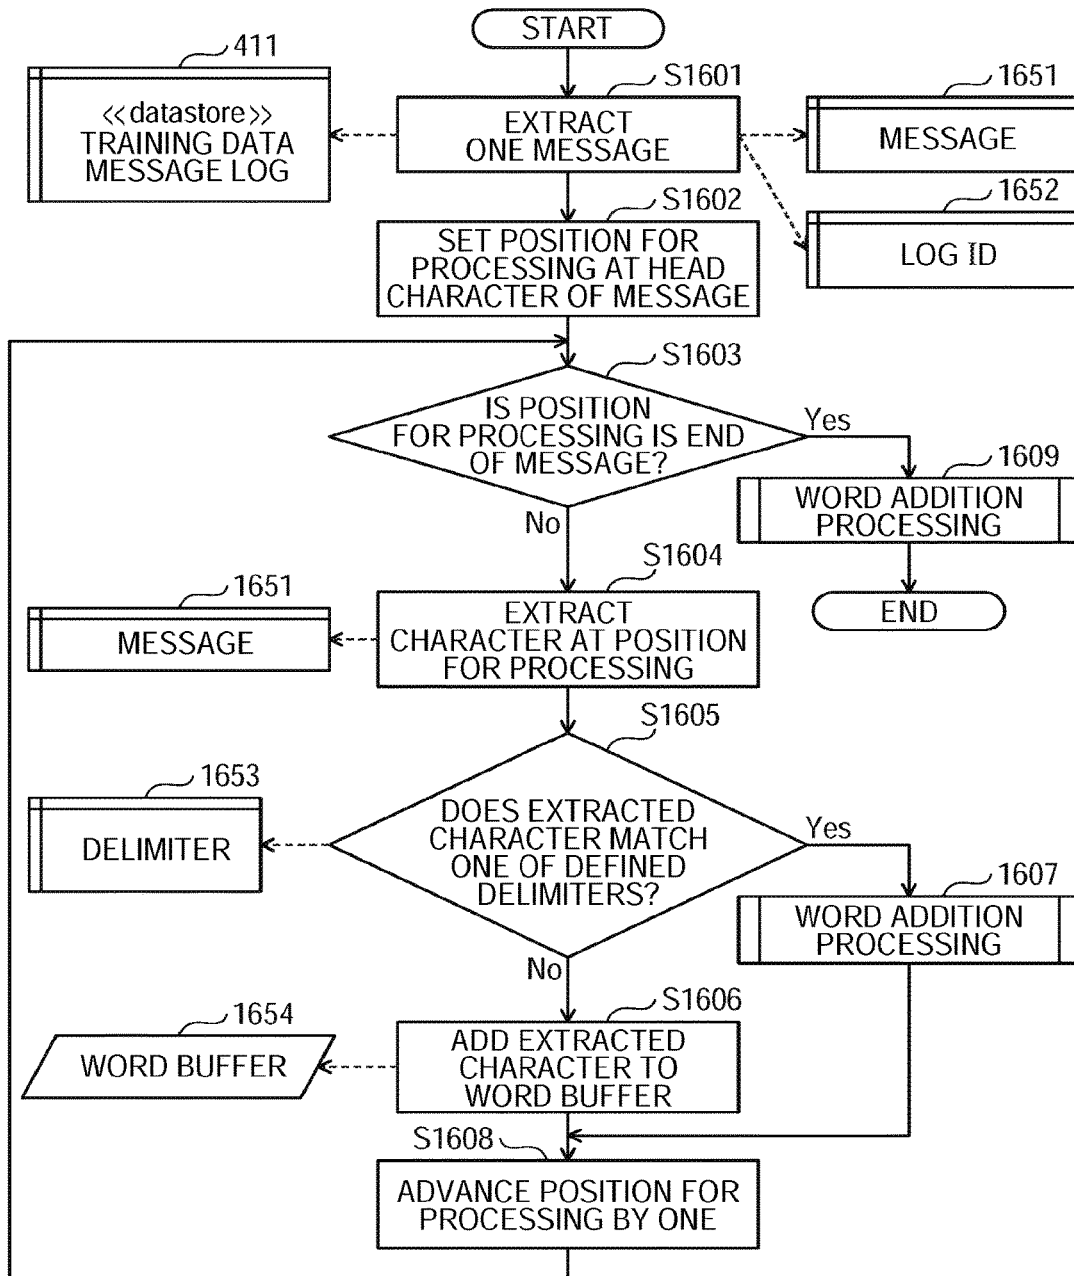 START
411
S1601
1651
<<datastore>>
TRAINING DATA
MESSAGE LOG
EXTRACT
ONE MESSAGE
MESSAGE
S1602
1652
SET POSITION FOR
PROCESSING AT HEAD
CHARACTER OF MESSAGE
LOG ID
S1603
IS POSITION
FOR PROCESSING IS END
OF MESSAGE?
Yes
No
1609
WORD ADDITION
PROCESSING
END
S1604
1651
EXTRACT
CHARACTER AT POSITION
FOR PROCESSING
MESSAGE
S1605
1653
DELIMITER
DOES EXTRACTED
CHARACTER MATCH
ONE OF DEFINED
DELIMITERS?
Yes
No
1607
WORD ADDITION
PROCESSING
S1606
1654
WORD BUFFER
ADD EXTRACTED
CHARACTER TO
WORD BUFFER
S1608
ADVANCE POSITION FOR
PROCESSING BY ONE